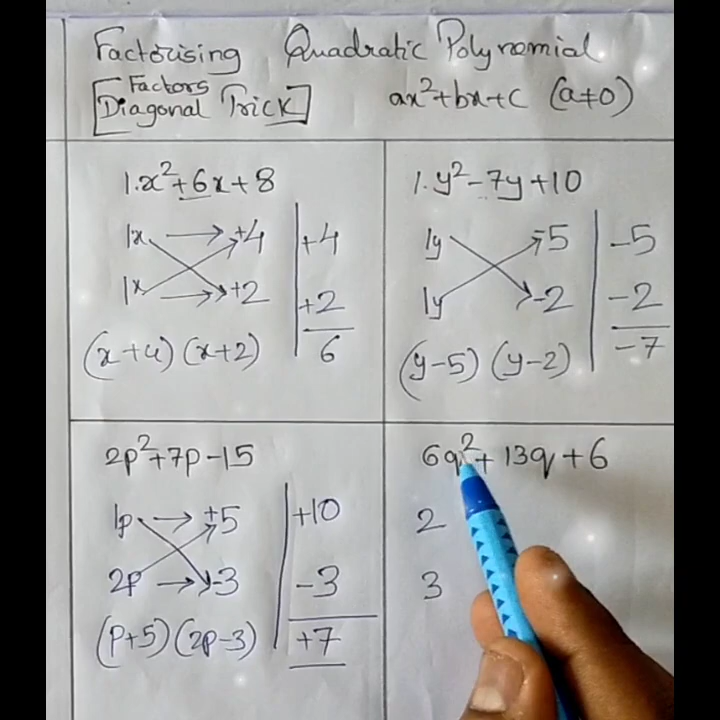 Factorising Quadratic Polynomial
Factors
[Diagonal Trick] ax²+bx+c (a≠0)
1.x²+6x+8
1x +4 +4
1x +2 +2
6
(x+4) (x+2)
1.y²-7y+10
1y -5 -5
1y -2 -2
-7
(y-5) (y-2)
2p²+7p-15
1p +5 +10
2p -3 -3
+7
(p+5)(2p-3)
6q²+13q+6
2
3